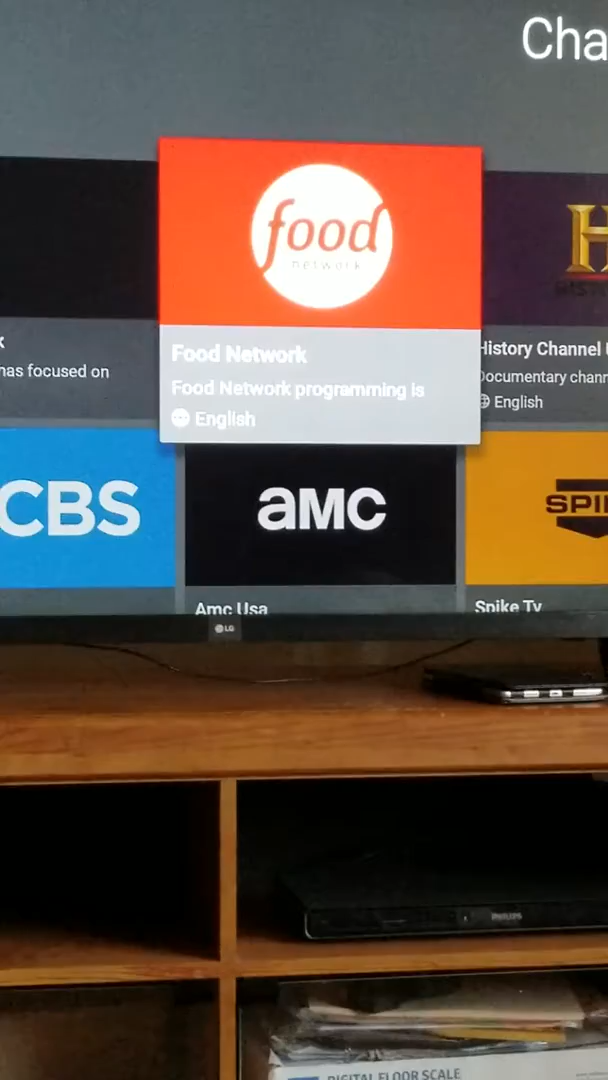 Cha
food
network
Food Network
Food Network programming is
English
has focused on
History Channel
Documentary chann
English
CBS
aMC
SPI
Amc Usa
Spike Tv
LG
PHILIPS
DIGITAL FLOOR SCALE